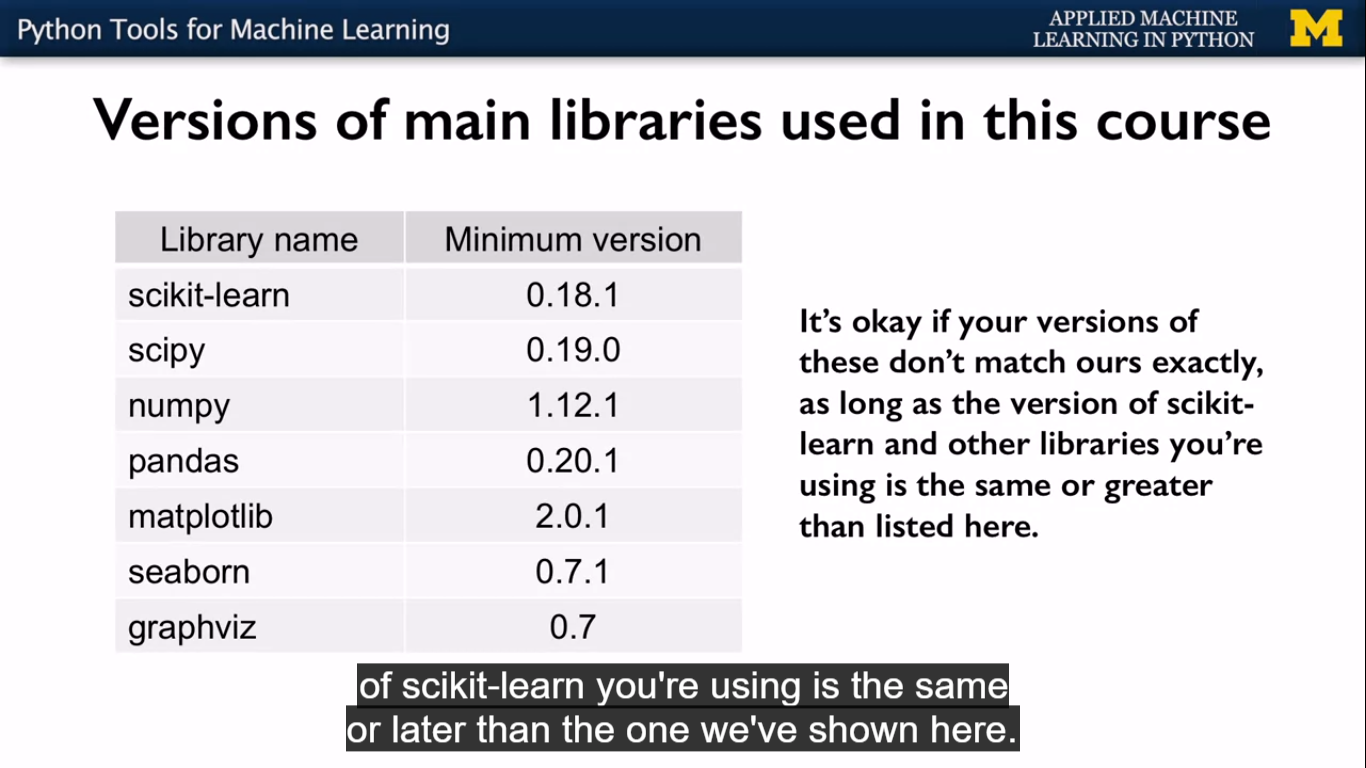 Python Tools for Machine Learning
APPLIED MACHINE
LEARNING IN PYTHON
M
Versions of main libraries used in this course
Library name Minimum version
scikit-learn 0.18.1
scipy 0.19.0
numpy 1.12.1
pandas 0.20.1
matplotlib 2.0.1
seaborn 0.7.1
graphviz 0.7
It’s okay if your versions of
these don’t match ours exactly,
as long as the version of scikit-
learn and other libraries you’re
using is the same or greater
than listed here.
of scikit-learn you're using is the same
or later than the one we've shown here.